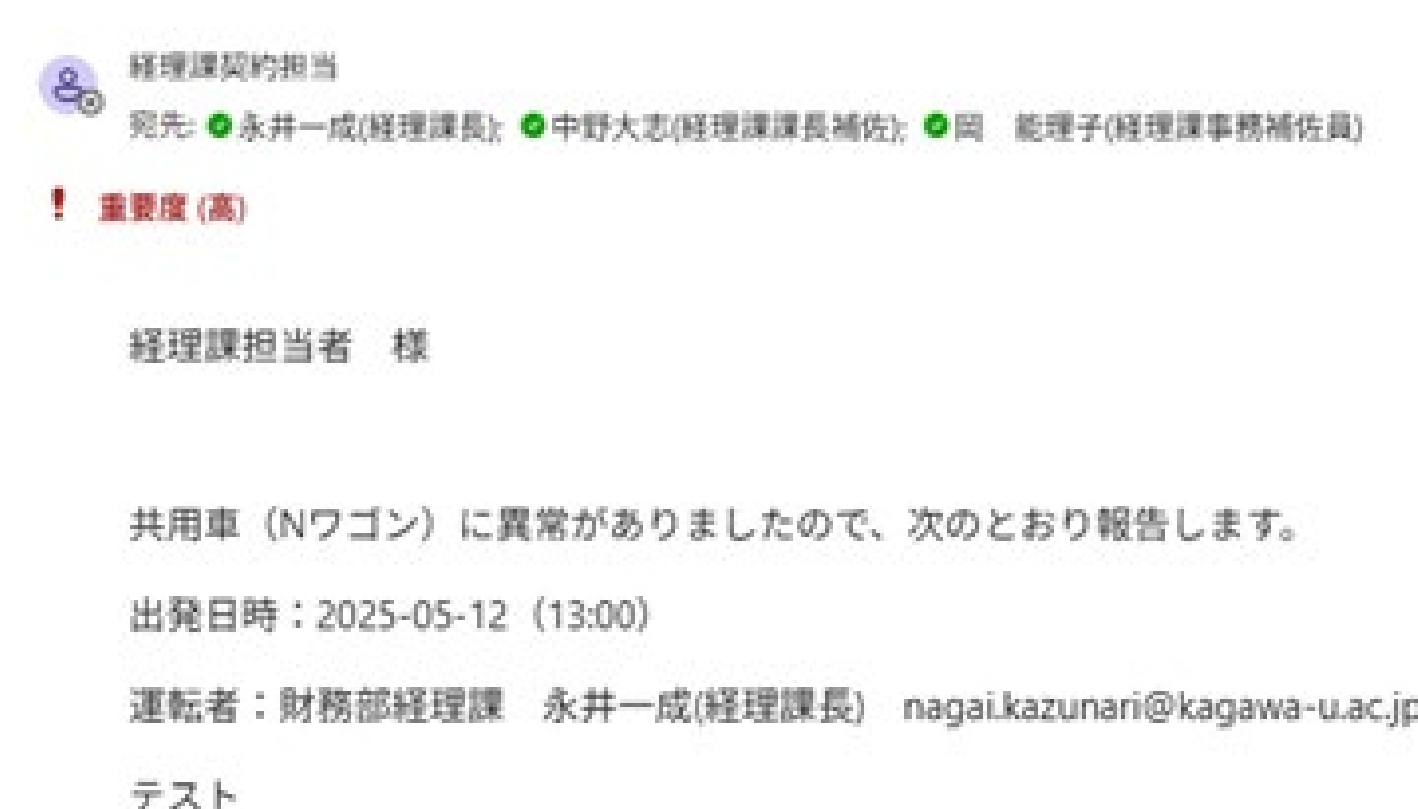 経理課契約担当
宛先: 永井一成(経理課長); 中野大志(経理課課長補佐); 岡　能理子(経理課事務補佐員)
! 重要度 (高)
経理課担当者　様
共用車（Nワゴン）に異常がありましたので、次のとおり報告します。
出発日時：2025-05-12（13:00）
運転者：財務部経理課　永井一成(経理課長)　nagai.kazunari@kagawa-u.ac.jp
テスト